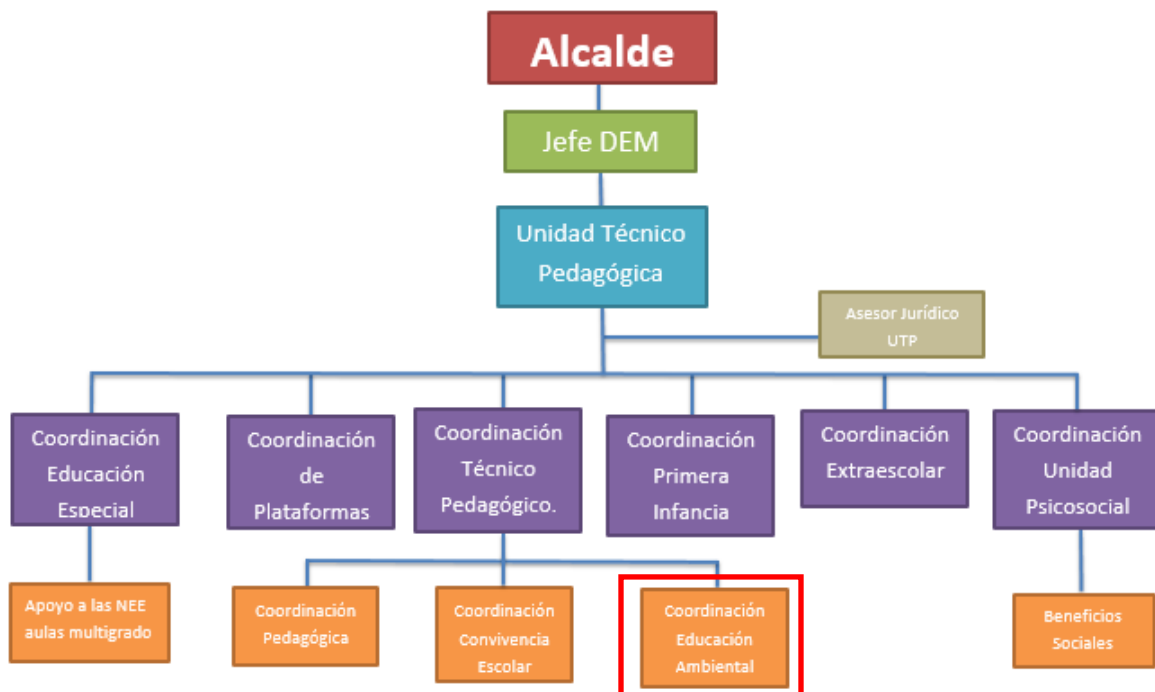 Alcalde
Jefe DEM
Unidad Técnico
Pedagógica
Asesor Jurídico
UTP
Coordinación
Educación
Especial
Coordinación
de
Plataformas
Coordinación
Técnico
Pedagógico.
Coordinación
Primera
Infancia
Coordinación
Extraescolar
Coordinación
Unidad
Psicosocial
Apoyo a las NEE
aulas multigrado
Coordinación
Pedagógica
Coordinación
Convivencia
Escolar
Coordinación
Educación
Ambiental
Beneficios
Sociales